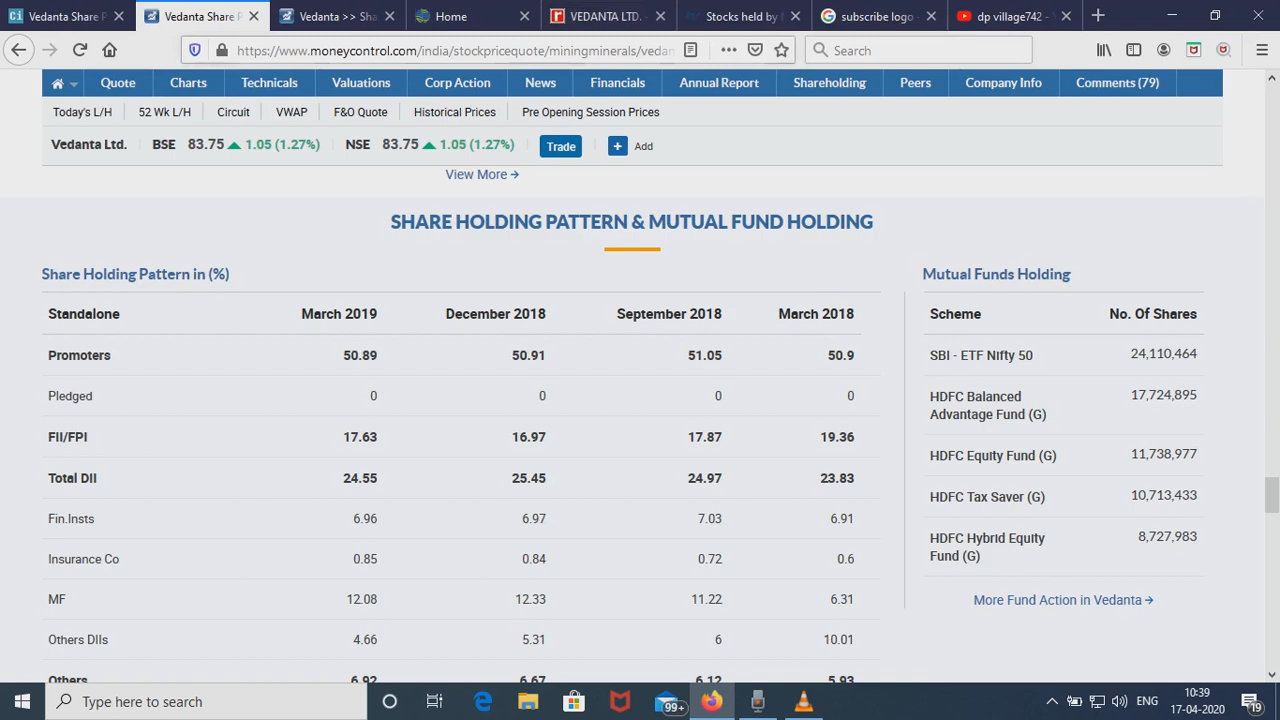 Vedanta Share P
Vedanta Share P
Vedanta >> Sha
Home
VEDANTA LTD. -
Stocks held by M
subscribe logo -
dp village742 -
https://www.moneycontrol.com/india/stockpricequote/miningminerals/vedan
Search
Quote Charts Technicals Valuations Corp Action News Financials Annual Report Shareholding Peers Company Info Comments (79)
Today's L/H 52 Wk L/H Circuit VWAP F&O Quote Historical Prices Pre Opening Session Prices
Vedanta Ltd. BSE 83.75 1.05 (1.27%) NSE 83.75 1.05 (1.27%) Trade + Add
View More
SHARE HOLDING PATTERN & MUTUAL FUND HOLDING
Share Holding Pattern in (%)
Standalone March 2019 December 2018 September 2018 March 2018
Promoters 50.89 50.91 51.05 50.9
Pledged 0 0 0 0
FII/FPI 17.63 16.97 17.87 19.36
Total DII 24.55 25.45 24.97 23.83
Fin.Insts 6.96 6.97 7.03 6.91
Insurance Co 0.85 0.84 0.72 0.6
MF 12.08 12.33 11.22 6.31
Others DIIs 4.66 5.31 6 10.01
Others 6.92 6.67 6.12 5.93
Mutual Funds Holding
Scheme No. Of Shares
SBI - ETF Nifty 50 24,110,464
HDFC Balanced 17,724,895
Advantage Fund (G)
HDFC Equity Fund (G) 11,738,977
HDFC Tax Saver (G) 10,713,433
HDFC Hybrid Equity 8,727,983
Fund (G)
More Fund Action in Vedanta
Type here to search
99+
ENG
10:39
17-04-2020
19